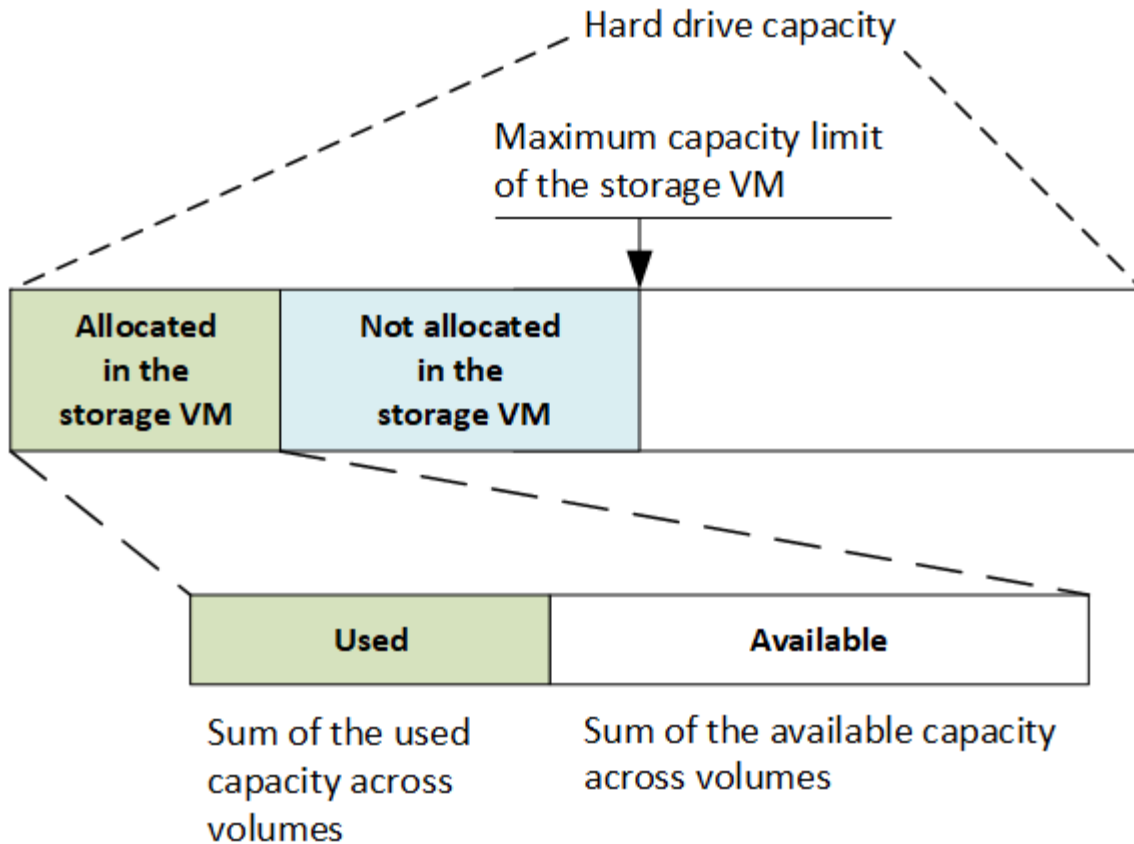 Hard drive capacity
Maximum capacity limit
of the storage VM
Allocated
in the
storage VM
Not allocated
in the
storage VM
Used
Available
Sum of the used
capacity across
volumes
Sum of the available capacity
across volumes